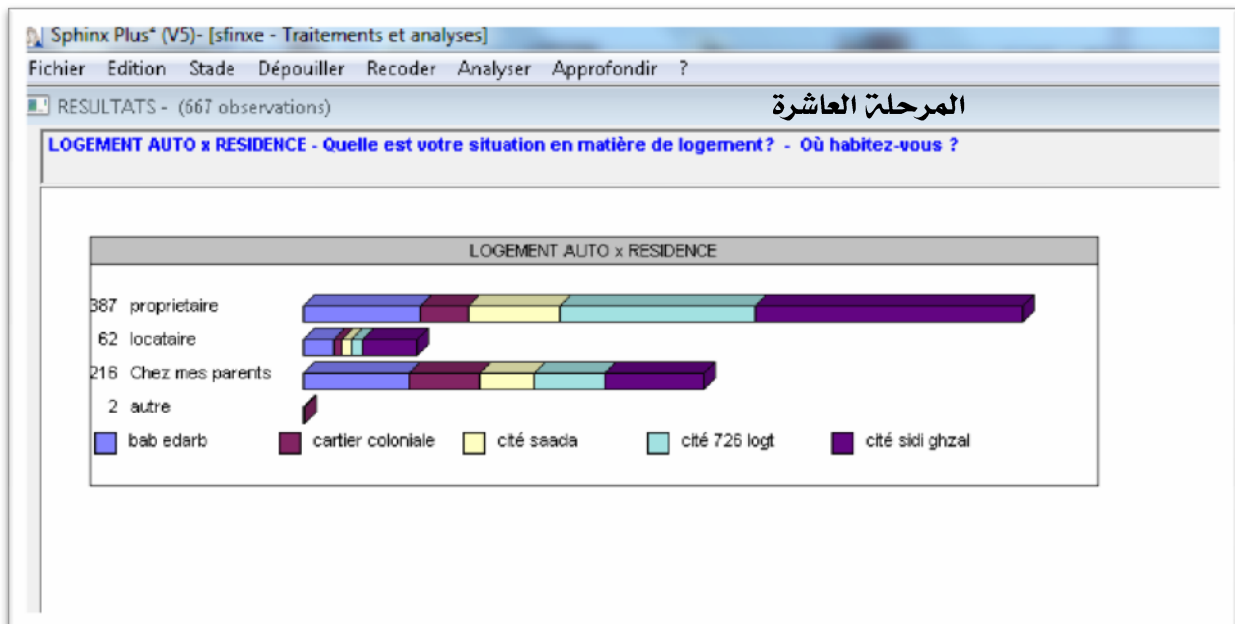 Sphinx Plus² (V5)- [sfinxe - Traitements et analyses]
Fichier Edition Stade Dépouiller Recoder Analyser Approfondir ?
RESULTATS - (667 observations) المرحلة العاشرة
LOGEMENT AUTO x RESIDENCE - Quelle est votre situation en matière de logement? - Où habitez-vous ?
LOGEMENT AUTO x RESIDENCE
387 proprietaire
62 locataire
216 Chez mes parents
2 autre
bab edarb cartier coloniale cité saada cité 726 logt cité sidi ghzal